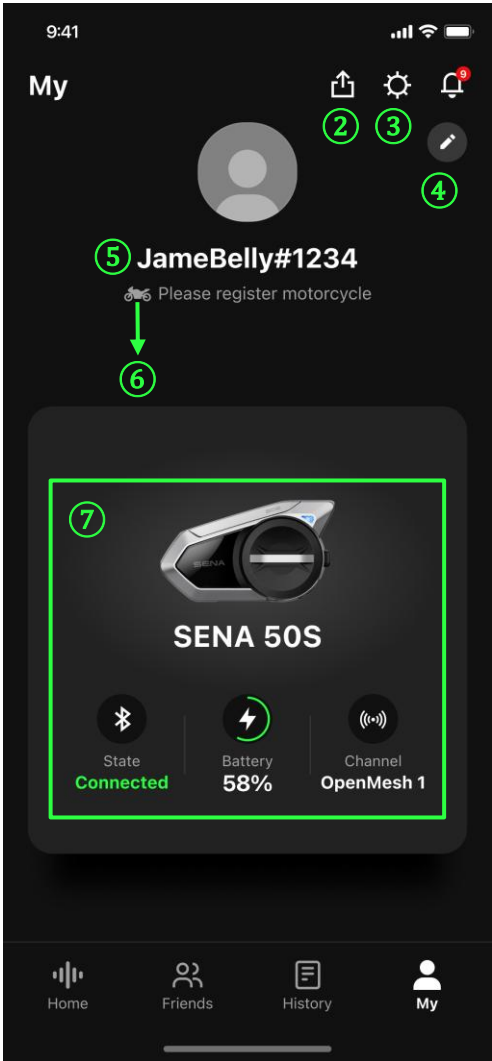 9:41
My
9
② ③
④
⑤ JameBelly#1234
Please register motorcycle
⑥
⑦
SENA
SENA 50S
State Battery Channel
Connected 58% OpenMesh 1
Home Friends History My